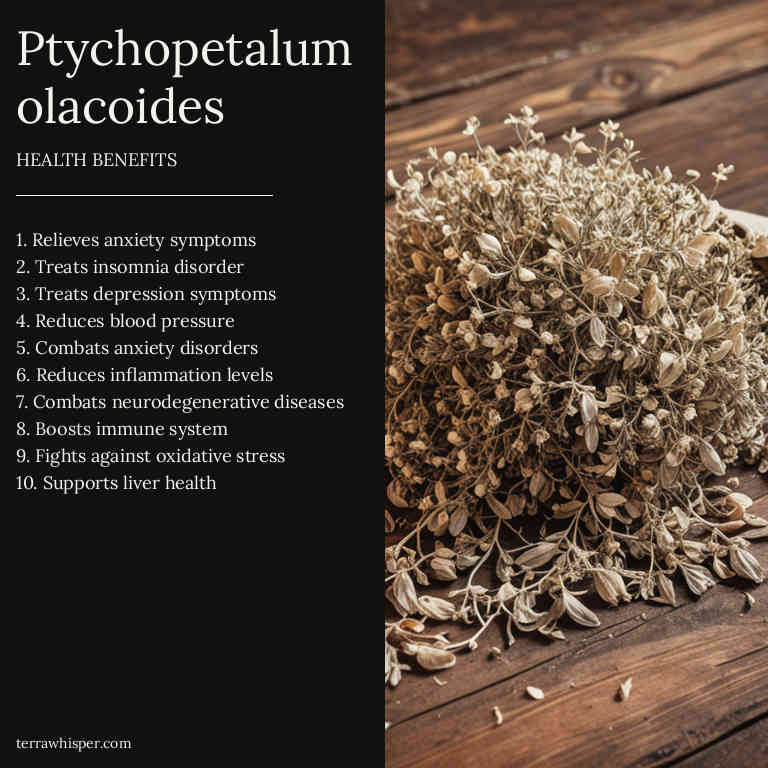 Ptychopetalum
olacoides
HEALTH BENEFITS
1. Relieves anxiety symptoms
2. Treats insomnia disorder
3. Treats depression symptoms
4. Reduces blood pressure
5. Combats anxiety disorders
6. Reduces inflammation levels
7. Combats neurodegenerative diseases
8. Boosts immune system
9. Fights against oxidative stress
10. Supports liver health
terrawhisper.com